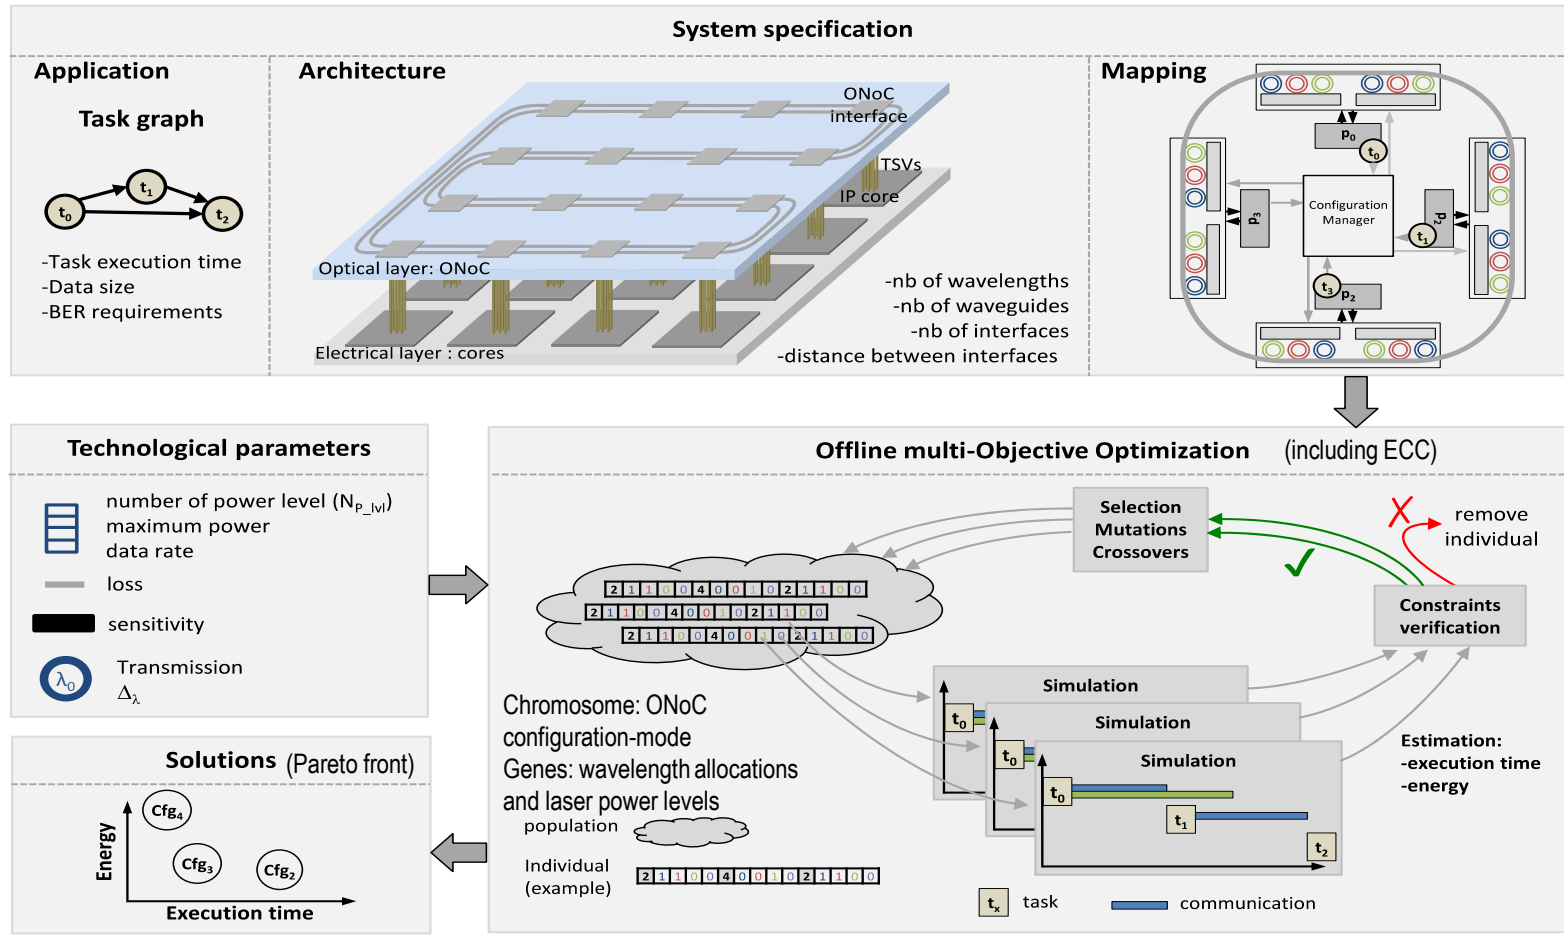 System specification
Application
Task graph
t0
t1
t2
-Task execution time
-Data size
-BER requirements
Architecture
ONoC
interface
TSVs
IP core
Optical layer: ONoC
Electrical layer : cores
-nb of wavelengths
-nb of waveguides
-nb of interfaces
-distance between interfaces
Mapping
p0
t0
Configuration
Manager
p3
p2
t1
t3
p2
Technological parameters
number of power level (NP_lvl)
maximum power
data rate
loss
sensitivity
λ0
Transmission
Δλ
Offline multi-Objective Optimization (including ECC)
Selection
Mutations
Crossovers
X
remove
individual
✓
Constraints
verification
2 1 1 0 0 4 0 0 1 0 2 1 1 0 0
2 1 1 0 0 4 0 0 1 0 2 1 1 0 0
2 1 1 0 0 4 0 0 1 0 2 1 1 0 0
Simulation
t0
Simulation
t0
Simulation
t0
t1
t2
Estimation:
-execution time
-energy
Chromosome: ONoC
configuration-mode
Genes: wavelength allocations
and laser power levels
population
Individual
(example)
2 1 1 0 0 4 0 0 1 0 2 1 1 0 0
tx task
communication
Solutions (Pareto front)
Energy
Cfg4
Cfg3
Cfg2
Execution time